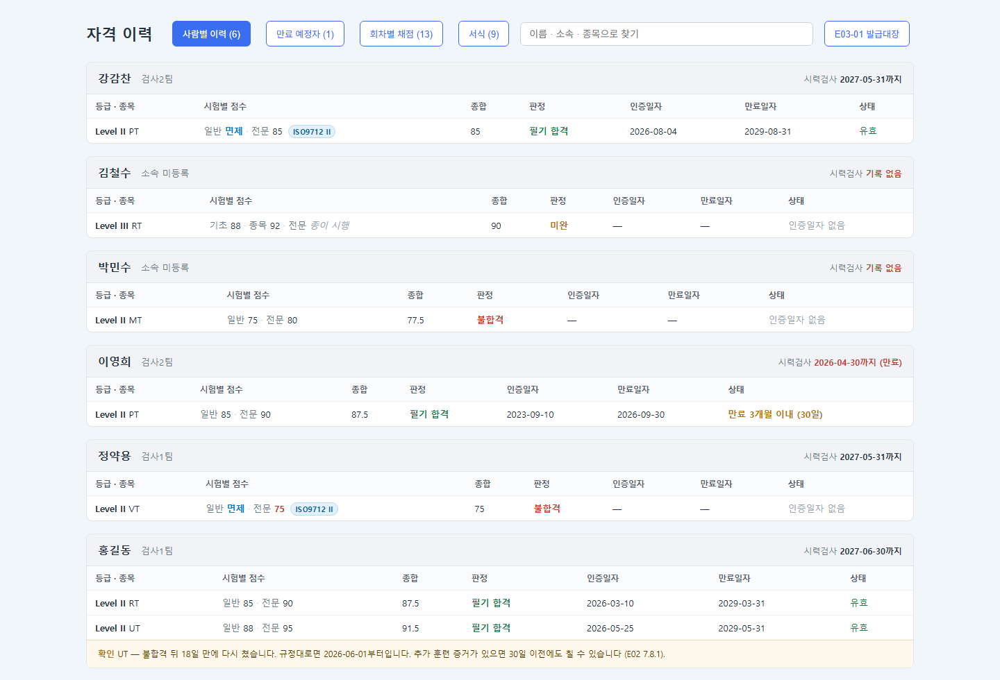 자격 이력 사람별 이력 (6) 만료 예정자 (1) 회차별 채점 (13) 서식 (9) 이름 · 소속 · 종목으로 찾기 E03-01 발급대장
강감찬 검사2팀 시력검사 2027-05-31까지
등급 · 종목 시험별 점수 종합 판정 인증일자 만료일자 상태
Level II PT 일반 면제 · 전문 85 ISO9712 II 85 필기 합격 2026-08-04 2029-08-31 유효
김철수 소속 미등록 시력검사 기록 없음
등급 · 종목 시험별 점수 종합 판정 인증일자 만료일자 상태
Level III RT 기초 88 · 종목 92 · 전문 종이 시행 90 미완 — — 인증일자 없음
박민수 소속 미등록 시력검사 기록 없음
등급 · 종목 시험별 점수 종합 판정 인증일자 만료일자 상태
Level II MT 일반 75 · 전문 80 77.5 불합격 — — 인증일자 없음
이영희 검사2팀 시력검사 2026-04-30까지 (만료)
등급 · 종목 시험별 점수 종합 판정 인증일자 만료일자 상태
Level II PT 일반 85 · 전문 90 87.5 필기 합격 2023-09-10 2026-09-30 만료 3개월 이내 (30일)
정약용 검사1팀 시력검사 2027-05-31까지
등급 · 종목 시험별 점수 종합 판정 인증일자 만료일자 상태
Level II VT 일반 면제 · 전문 75 ISO9712 II 75 불합격 — — 인증일자 없음
홍길동 검사1팀 시력검사 2027-06-30까지
등급 · 종목 시험별 점수 종합 판정 인증일자 만료일자 상태
Level II RT 일반 85 · 전문 90 87.5 필기 합격 2026-03-10 2029-03-31 유효
Level II UT 일반 88 · 전문 95 91.5 필기 합격 2026-05-25 2029-05-31 유효
확인 UT — 불합격 뒤 18일 만에 다시 쳤습니다. 규정대로면 2026-06-01부터입니다. 추가 훈련 증거가 있으면 30일 이전에도 칠 수 있습니다 (E02 7.8.1).